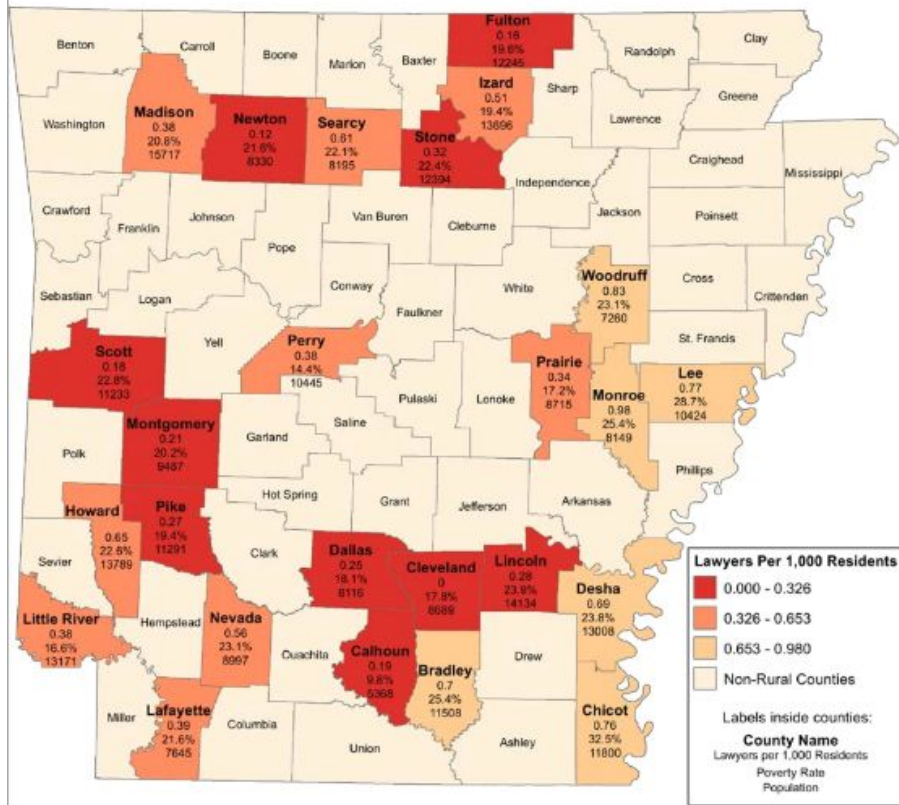 Fulton
0.16
19.6%
12245
Benton
Carroll
Boone
Marion
Baxter
Randolph
Clay
Izard
0.51
19.4%
13696
Sharp
Greene
Madison
0.38
20.8%
15717
Newton
0.12
21.6%
8330
Searcy
0.61
22.1%
8195
Stone
0.32
22.4%
12394
Washington
Lawrence
Craighead
Mississippi
Independence
Crawford
Franklin
Johnson
Pope
Van Buren
Cleburne
Jackson
Poinsett
Woodruff
0.83
23.1%
7260
Cross
Crittenden
Sebastian
Logan
Conway
Faulkner
White
St. Francis
Scott
0.18
22.8%
11233
Yell
Perry
0.38
14.4%
10445
Prairie
0.34
17.2%
8715
Monroe
0.98
25.4%
8149
Lee
0.77
28.7%
10424
Pulaski
Lonoke
Saline
Montgomery
0.21
20.2%
9487
Garland
Polk
Phillips
Hot Spring
Grant
Jefferson
Arkansas
Howard
0.65
22.6%
13789
Pike
0.27
19.4%
11291
Clark
Sevier
Dallas
0.25
18.1%
8116
Cleveland
0
17.8%
8689
Lincoln
0.28
23.9%
14134
Desha
0.69
23.8%
13008
Little River
0.38
16.6%
13171
Hempstead
Nevada
0.56
23.1%
8997
Ouachita
Calhoun
0.19
9.8%
5368
Bradley
0.7
25.4%
11508
Drew
Miller
Lafayette
0.39
21.6%
7645
Columbia
Union
Ashley
Chicot
0.76
32.5%
11800
Lawyers Per 1,000 Residents
0.000 - 0.326
0.326 - 0.653
0.653 - 0.980
Non-Rural Counties
Labels inside counties:
County Name
Lawyers per 1,000 Residents
Poverty Rate
Population